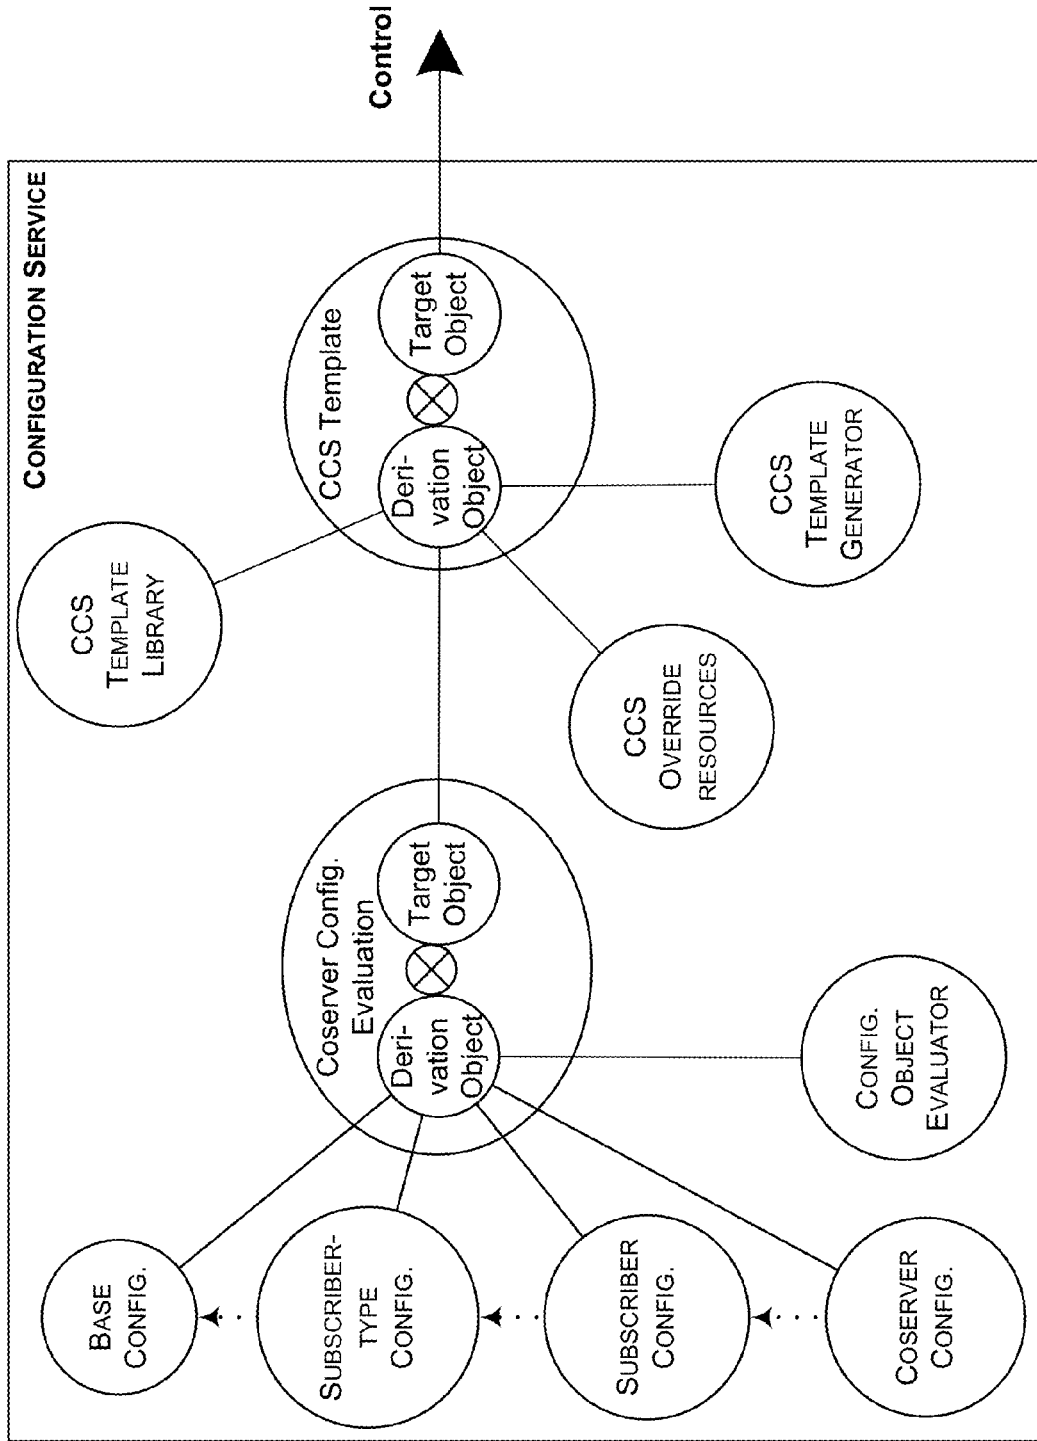 CONFIGURATION SERVICE
Control
CCS
TEMPLATE
LIBRARY
CCS Template
Deri-
vation
Object
Target
Object
CCS
OVERRIDE
RESOURCES
CCS
TEMPLATE
GENERATOR
Coserver Config.
Evaluation
Deri-
vation
Object
Target
Object
CONFIG.
OBJECT
EVALUATOR
BASE
CONFIG.
SUBSCRIBER-
TYPE
CONFIG.
SUBSCRIBER
CONFIG.
COSERVER
CONFIG.